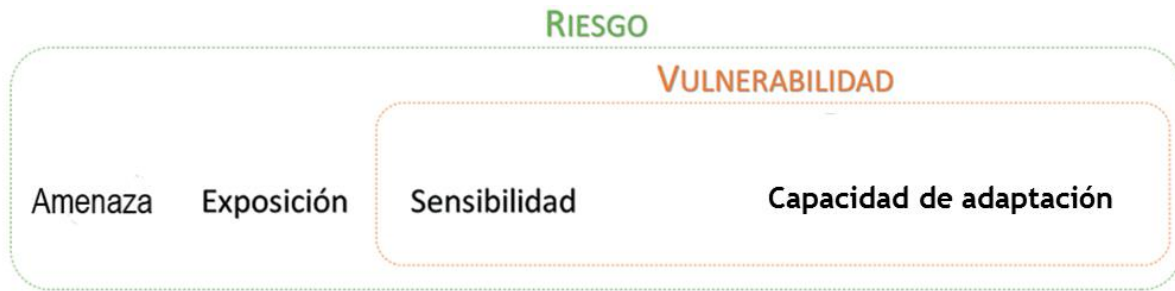 RIESGO
VULNERABILIDAD
Amenaza Exposición Sensibilidad Capacidad de adaptación